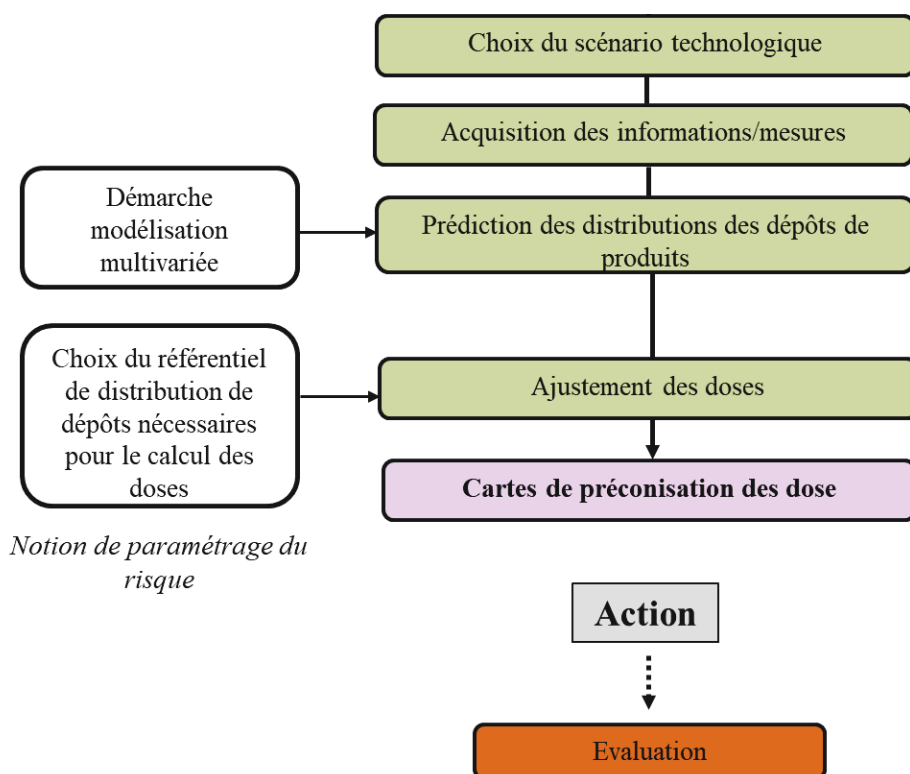 Choix du scénario technologique
Acquisition des informations/mesures
Démarche
modélisation
multivariée
Prédiction des distributions des dépôts de
produits
Choix du référentiel
de distribution de
dépôts nécessaires
pour le calcul des
doses
Ajustement des doses
Cartes de préconisation des dose
Notion de paramétrage du
risque
Action
Evaluation